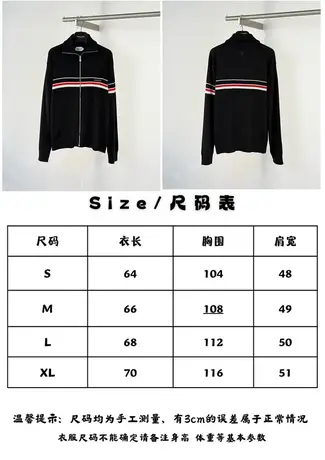 Size/尺码表
尺码 衣长 胸围 肩宽
S 64 104 48
M 66 108 49
L 68 112 50
XL 70 116 51
温馨提示：尺码均为手工测量、有3cm的误差属于正常情况
衣服尺码不能确定请备注身高 体重等基本参数